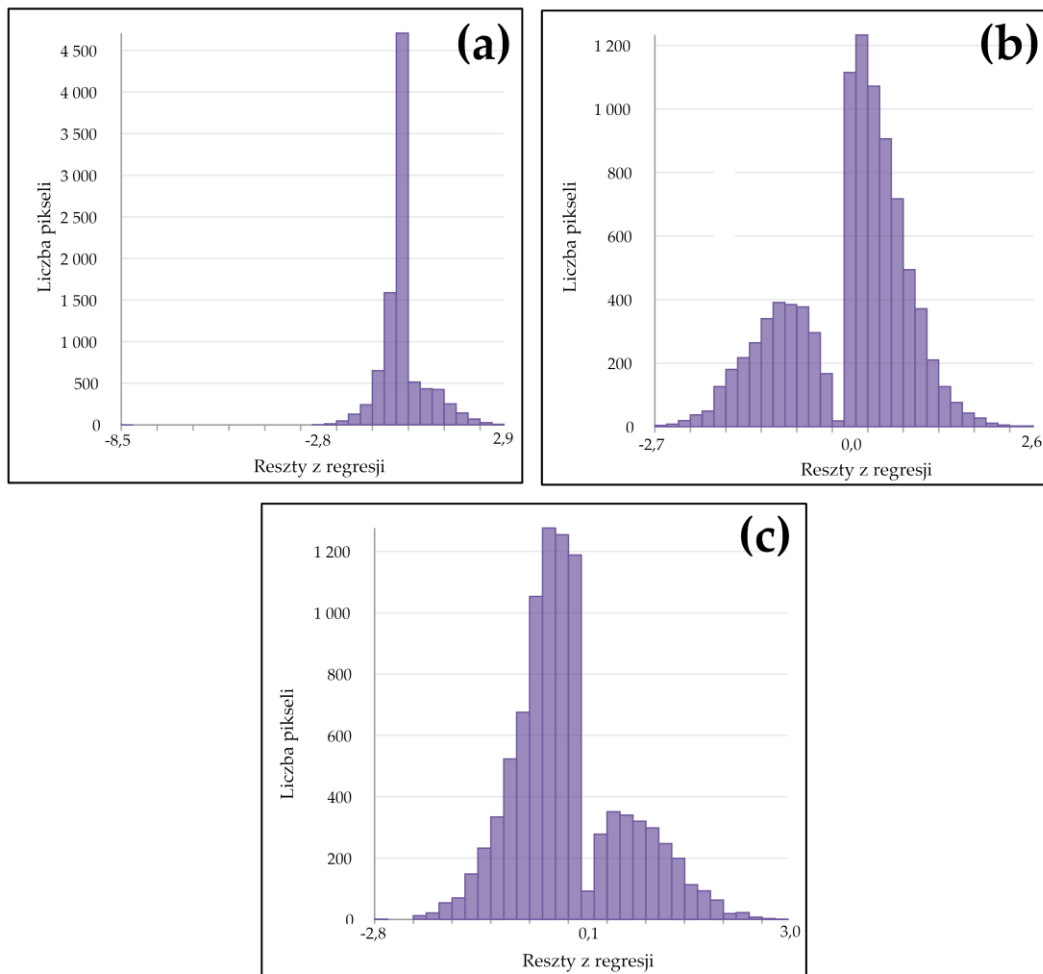 (a)
Liczba pikseli
4 500
4 000
3 500
3 000
2 500
2 000
1 500
1 000
500
0
-8,5 -2,8 2,9
Reszty z regresji
(b)
Liczba pikseli
1 200
1 000
800
600
400
200
0
-2,7 0,0 2,6
Reszty z regresji
(c)
Liczba pikseli
1 200
1 000
800
600
400
200
0
-2,8 0,1 3,0
Reszty z regresji